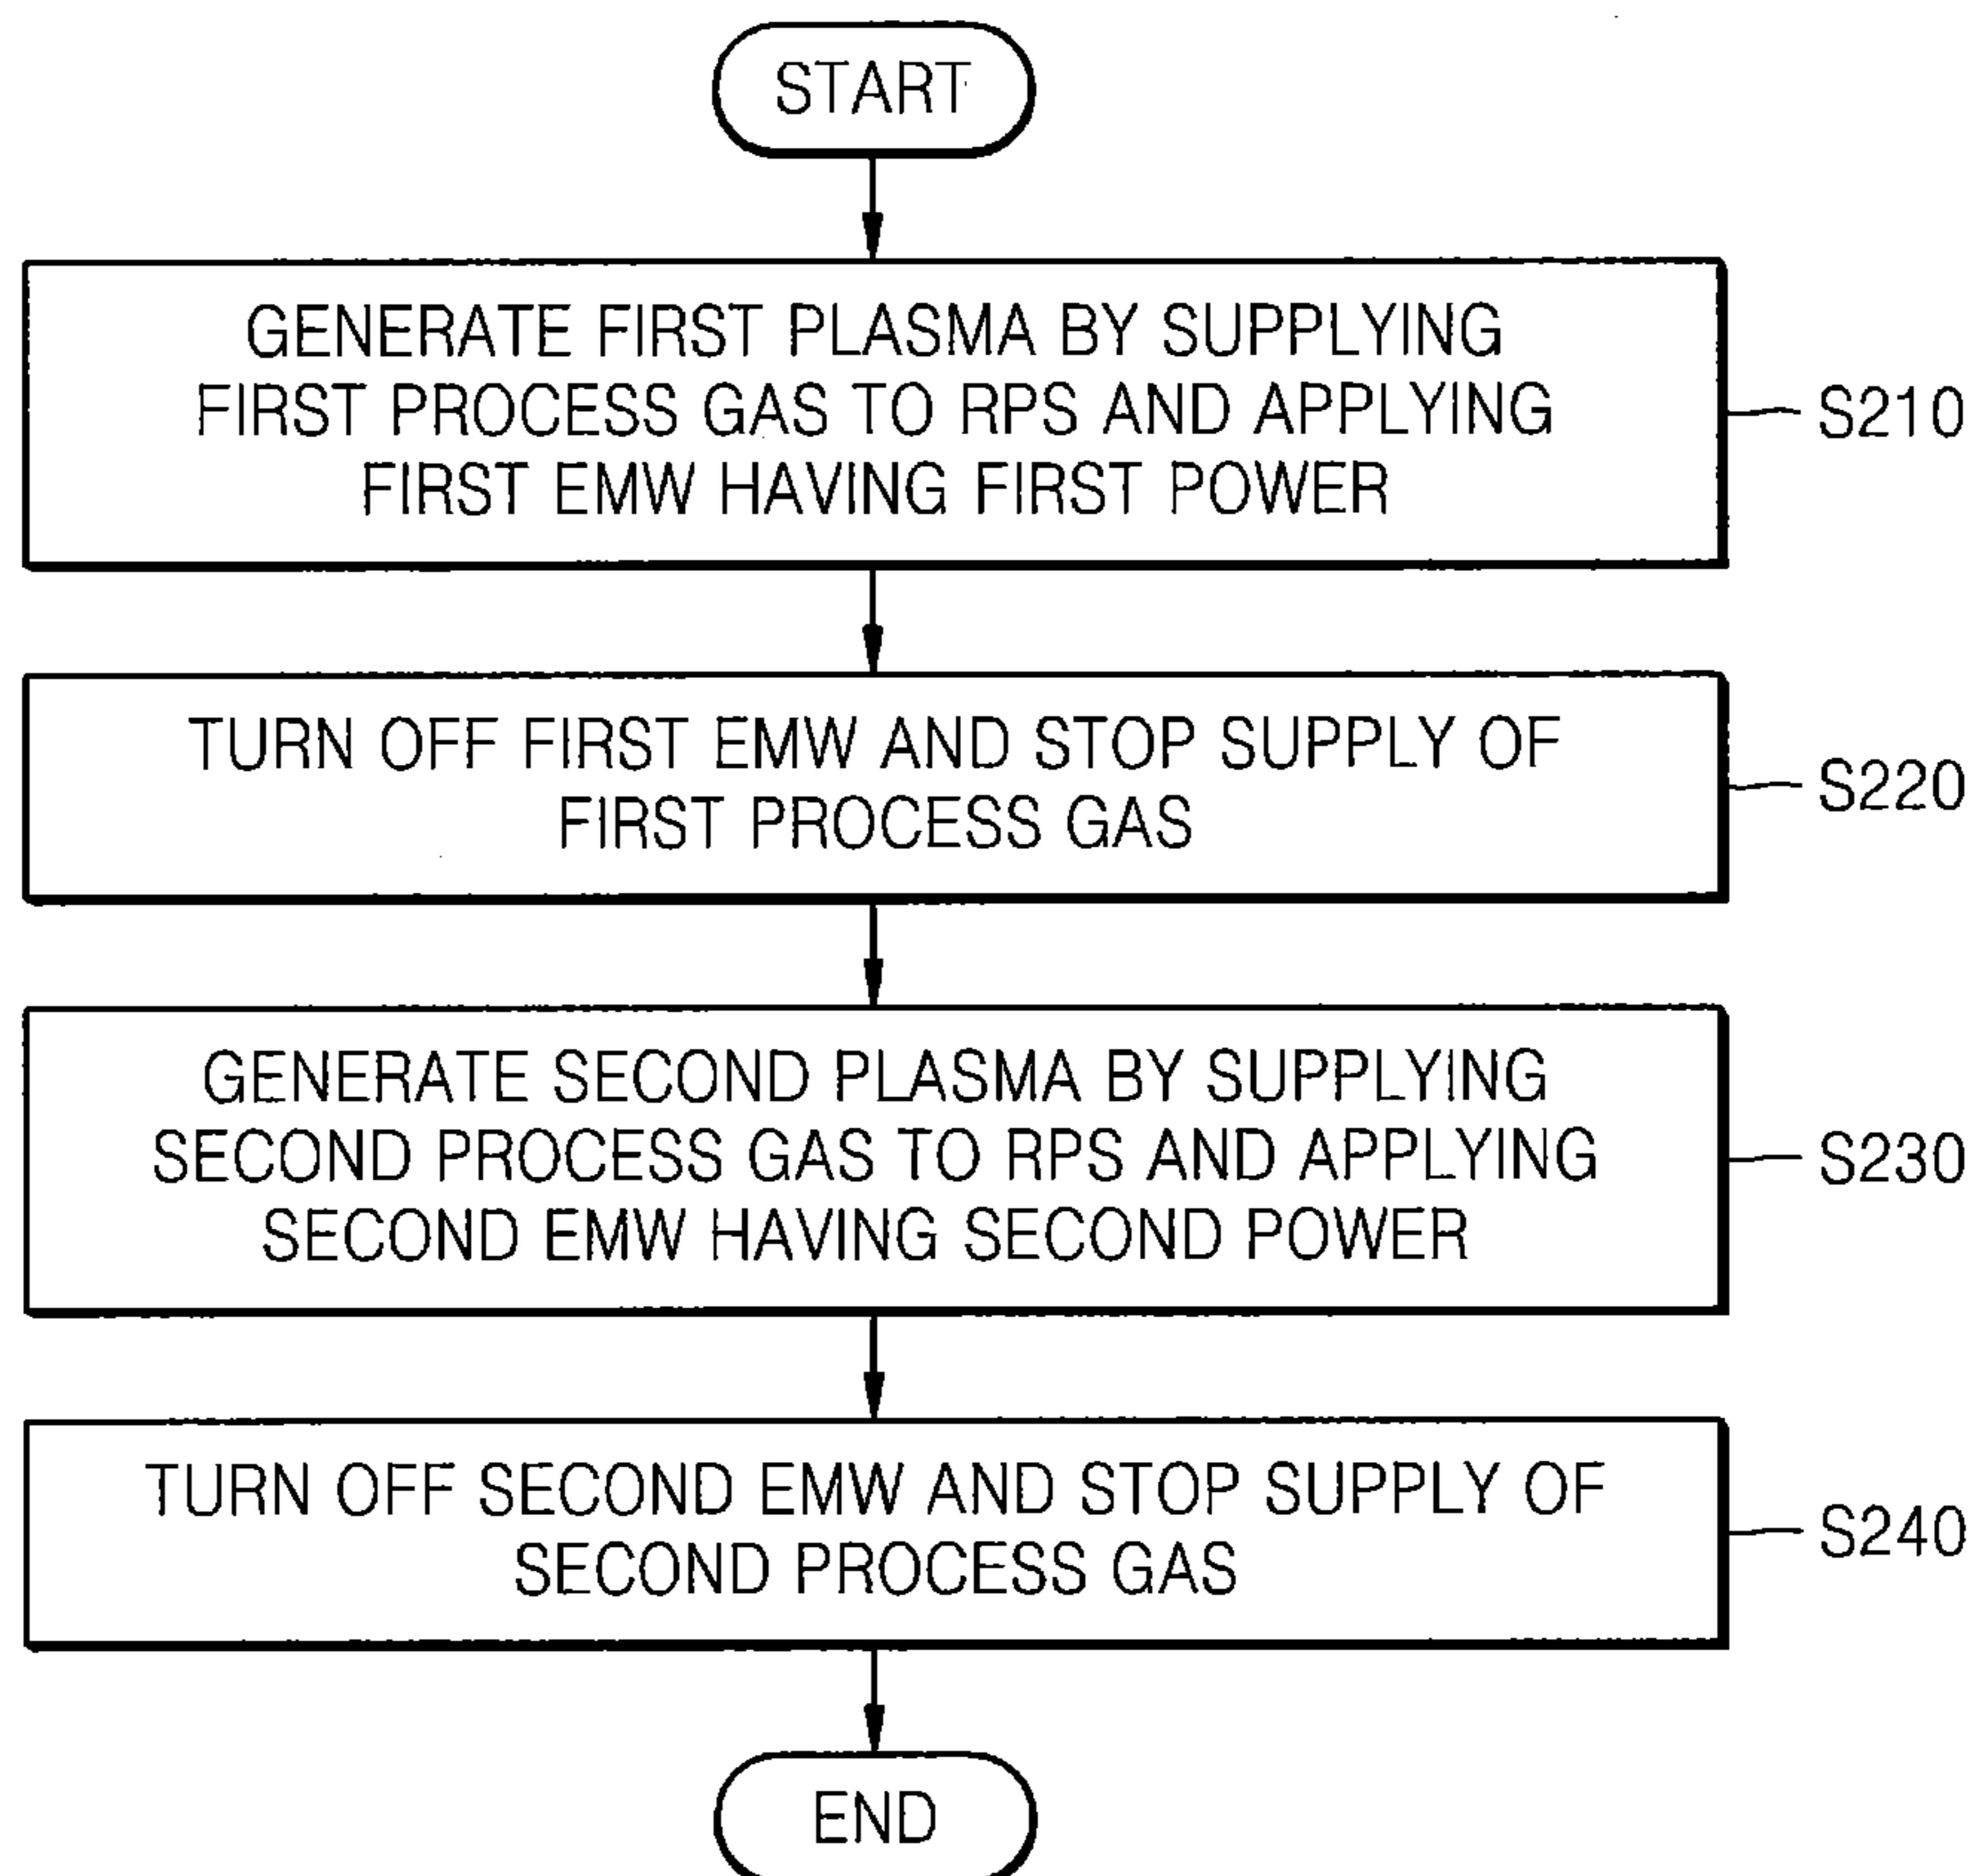 START
GENERATE FIRST PLASMA BY SUPPLYING
FIRST PROCESS GAS TO RPS AND APPLYING
FIRST EMW HAVING FIRST POWER
S210
TURN OFF FIRST EMW AND STOP SUPPLY OF
FIRST PROCESS GAS
S220
GENERATE SECOND PLASMA BY SUPPLYING
SECOND PROCESS GAS TO RPS AND APPLYING
SECOND EMW HAVING SECOND POWER
S230
TURN OFF SECOND EMW AND STOP SUPPLY OF
SECOND PROCESS GAS
S240
END